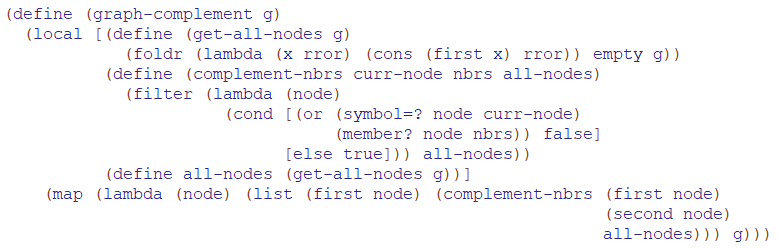 (define (graph-complement g)
  (local [(define (get-all-nodes g)
            (foldr (lambda (x rror) (cons (first x) rror)) empty g))
          (define (complement-nbrs curr-node nbrs all-nodes)
            (filter (lambda (node)
                      (cond [(or (symbol=? node curr-node)
                                 (member? node nbrs)) false]
                            [else true])) all-nodes))
          (define all-nodes (get-all-nodes g))]
    (map (lambda (node) (list (first node) (complement-nbrs (first node)
                                                            (second node)
                                                            all-nodes))) g)))